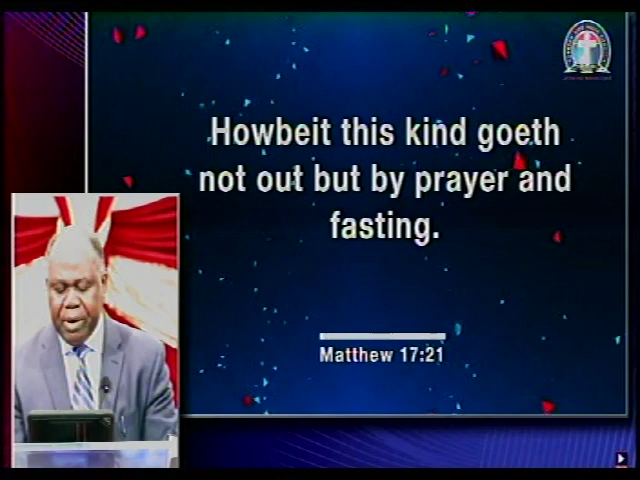 Howbeit this kind goeth
not out but by prayer and
fasting.
Matthew 17:21